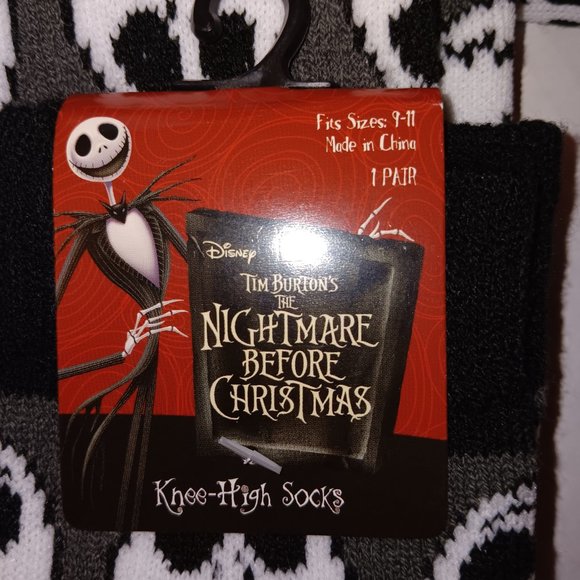 Fits Sizes: 9-11
Made in China
1 PAIR
Disney
TIM BURTON'S
THE
NIGHTMARE
BEFORE
CHRISTMAS
Knee-High Socks